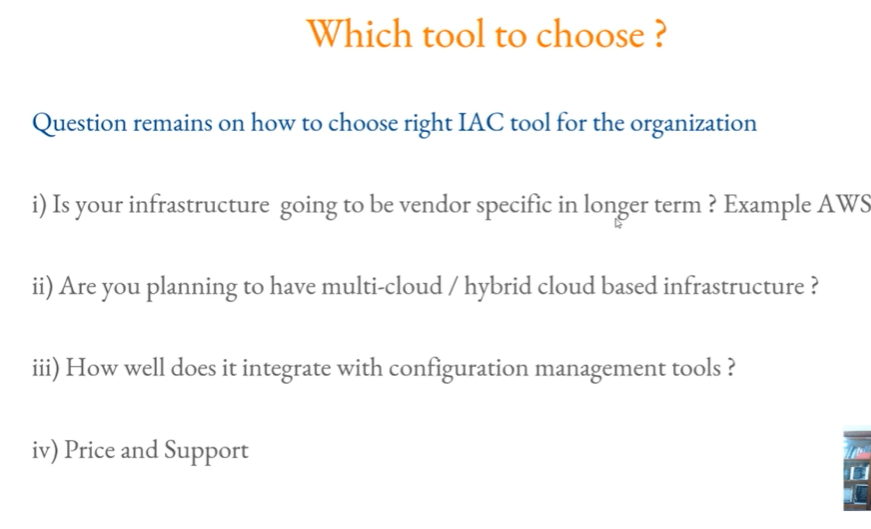 Which tool to choose ?
Question remains on how to choose right IAC tool for the organization
i) Is your infrastructure going to be vendor specific in longer term ? Example AWS
ii) Are you planning to have multi-cloud / hybrid cloud based infrastructure ?
iii) How well does it integrate with configuration management tools ?
iv) Price and Support